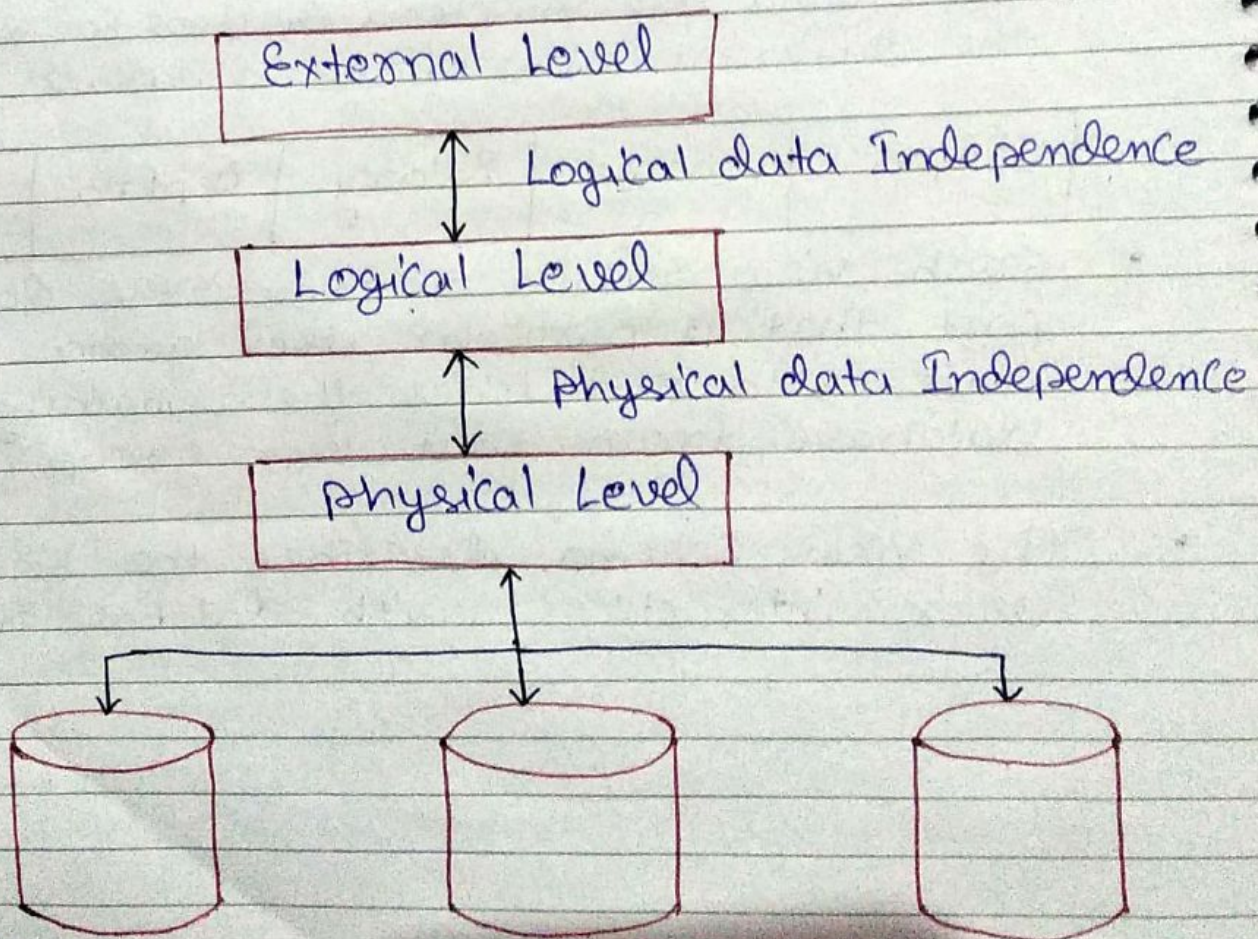 External Level
Logical data Independence
Logical Level
physical data Independence
physical Level